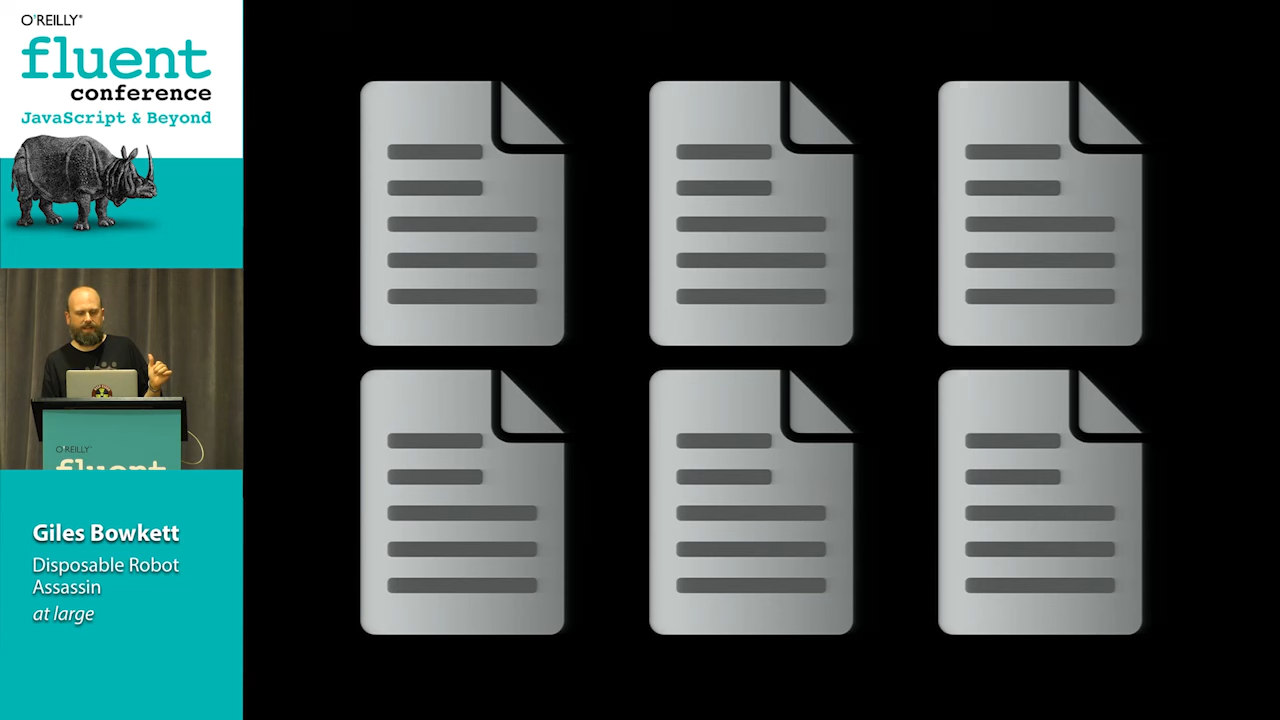 O'REILLY®
fluent
conference
JavaScript & Beyond
O'REILLY®
fluent
Giles Bowkett
Disposable Robot
Assassin
at large